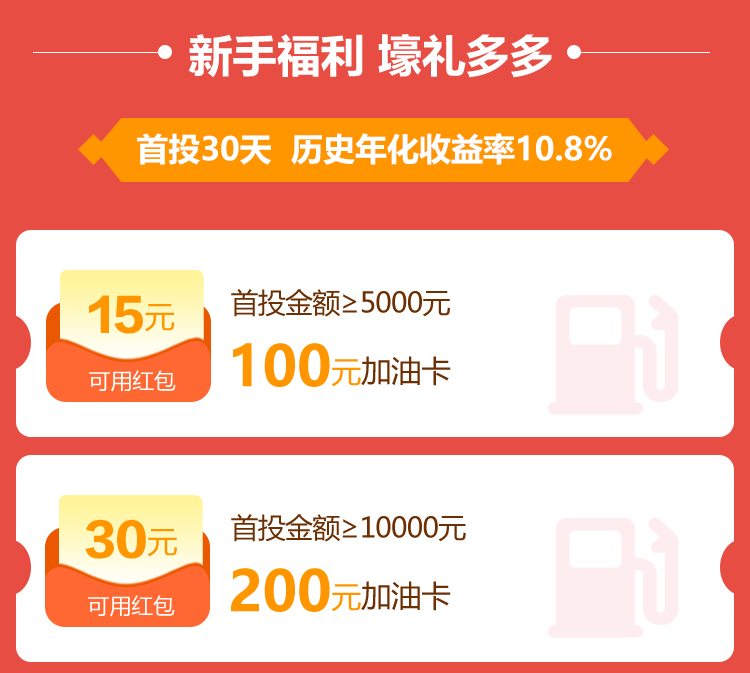 新手福利 壕礼多多
首投30天 历史年化收益率10.8%
15元
可用红包
首投金额≥5000元
100元加油卡
30元
可用红包
首投金额≥10000元
200元加油卡